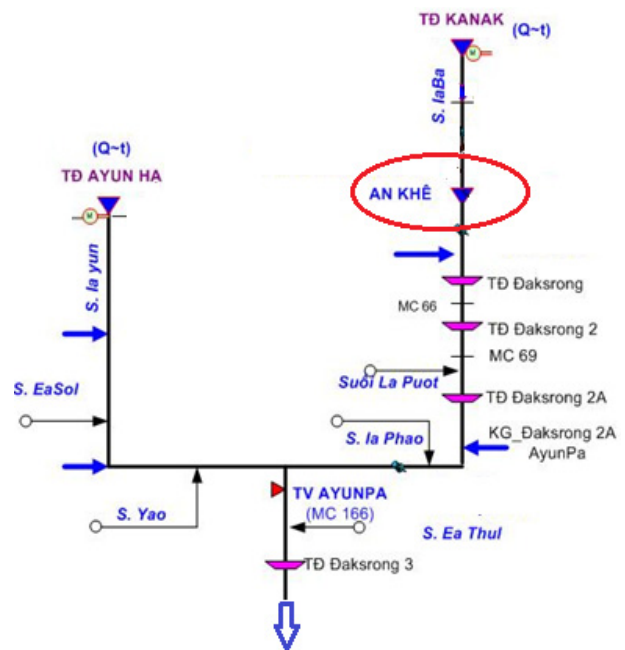 TĐ KANAK
(Q~t)
S. IaBa
(Q~t)
TĐ AYUN HẠ
M
M
AN KHÊ
S. Ia yun
TĐ Đaksrong
MC 66
TĐ Đaksrong 2
MC 69
Suối La Puot
S. EaSol
TĐ Đaksrong 2A
S. Ia Phao
KG_Đaksrong 2A
AyunPa
TV AYUNPA
(MC 166)
S. Yao
S. Ea Thul
TĐ Đaksrong 3